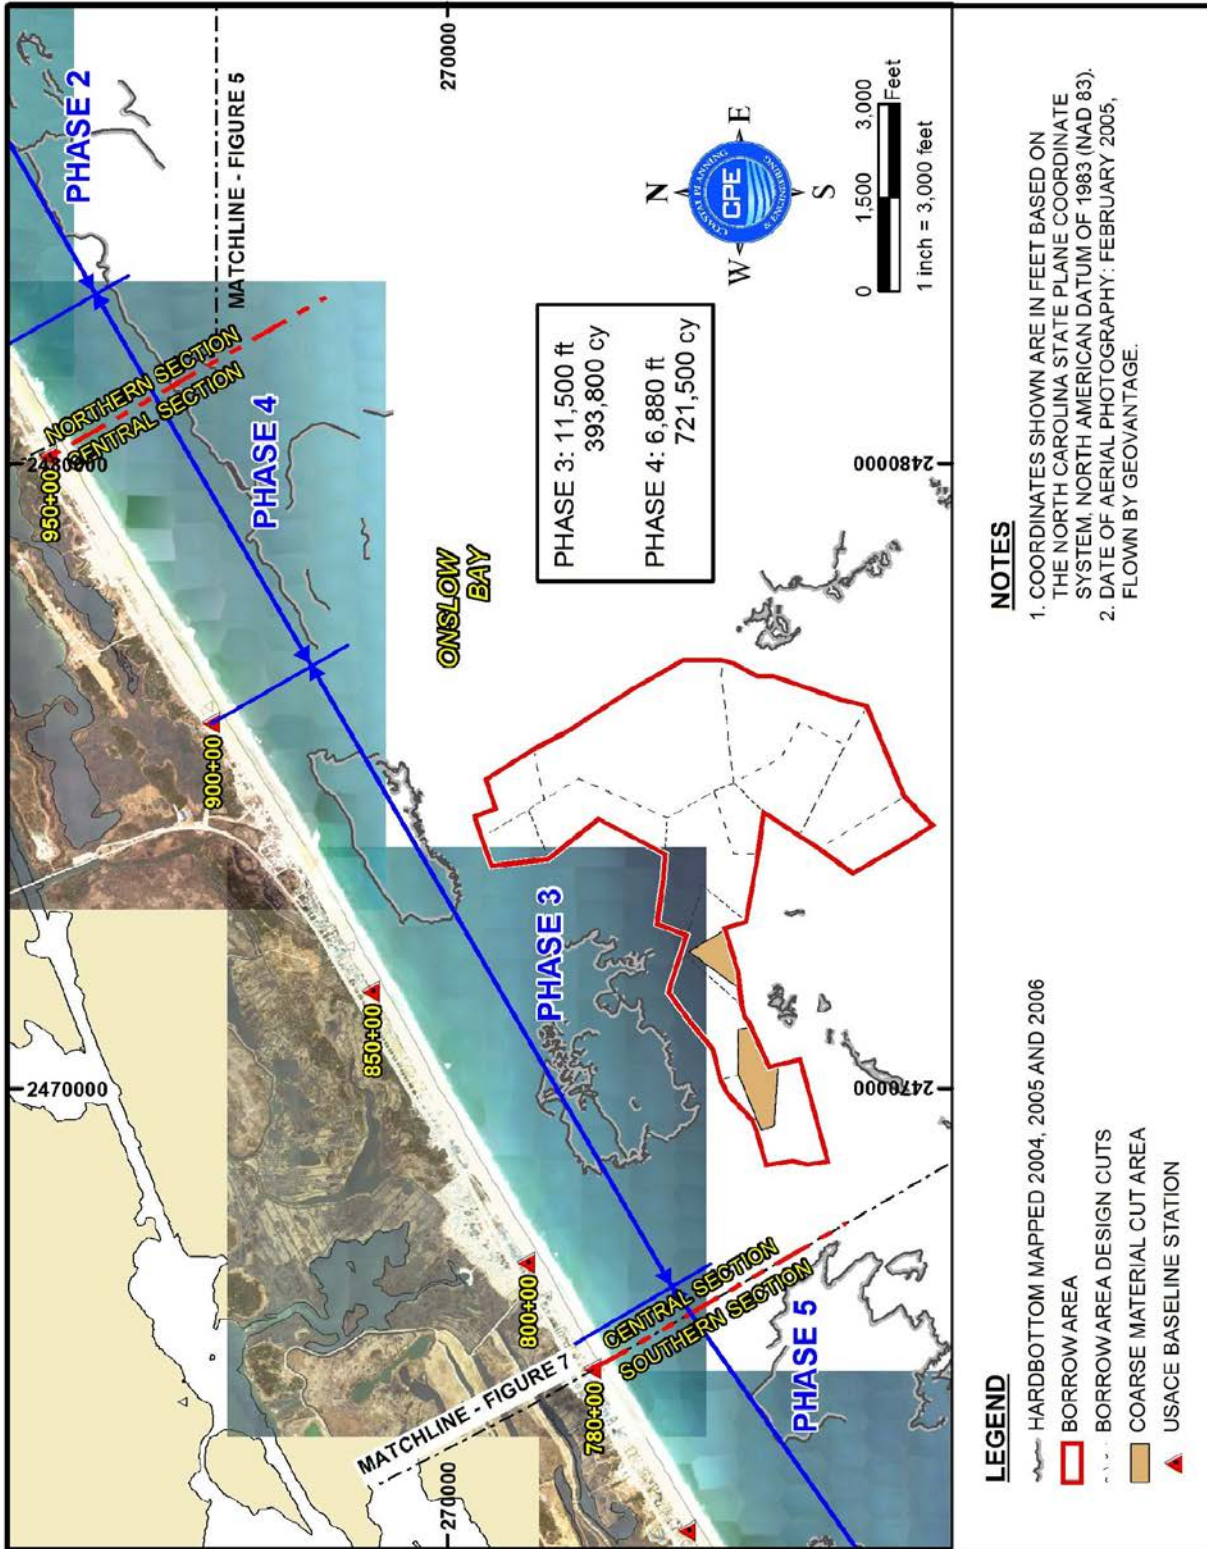 PHASE 2
MATCHLINE - FIGURE 5
270000
NORTHERN SECTION
CENTRAL SECTION
2480000
950+00
PHASE 4
ONSLOW
BAY
900+00
PHASE 3: 11,500 ft
393,800 cy
PHASE 4: 6,880 ft
721,500 cy
N
W
E
S
COASTAL PLANNING
& ENGINEERING
CPE
0
1,500
3,000
Feet
1 inch = 3,000 feet
2480000
PHASE 3
850+00
2470000
2470000
800+00
CENTRAL SECTION
SOUTHERN SECTION
MATCHLINE - FIGURE 7
780+00
PHASE 5
270000
LEGEND
HARDBOTTOM MAPPED 2004, 2005 AND 2006
BORROW AREA
BORROW AREA DESIGN CUTS
COARSE MATERIAL CUT AREA
USACE BASELINE STATION
NOTES
1. COORDINATES SHOWN ARE IN FEET BASED ON
THE NORTH CAROLINA STATE PLANE COORDINATE
SYSTEM, NORTH AMERICAN DATUM OF 1983 (NAD 83).
2. DATE OF AERIAL PHOTOGRAPHY: FEBRUARY 2005,
FLOWN BY GEOVANTAGE.